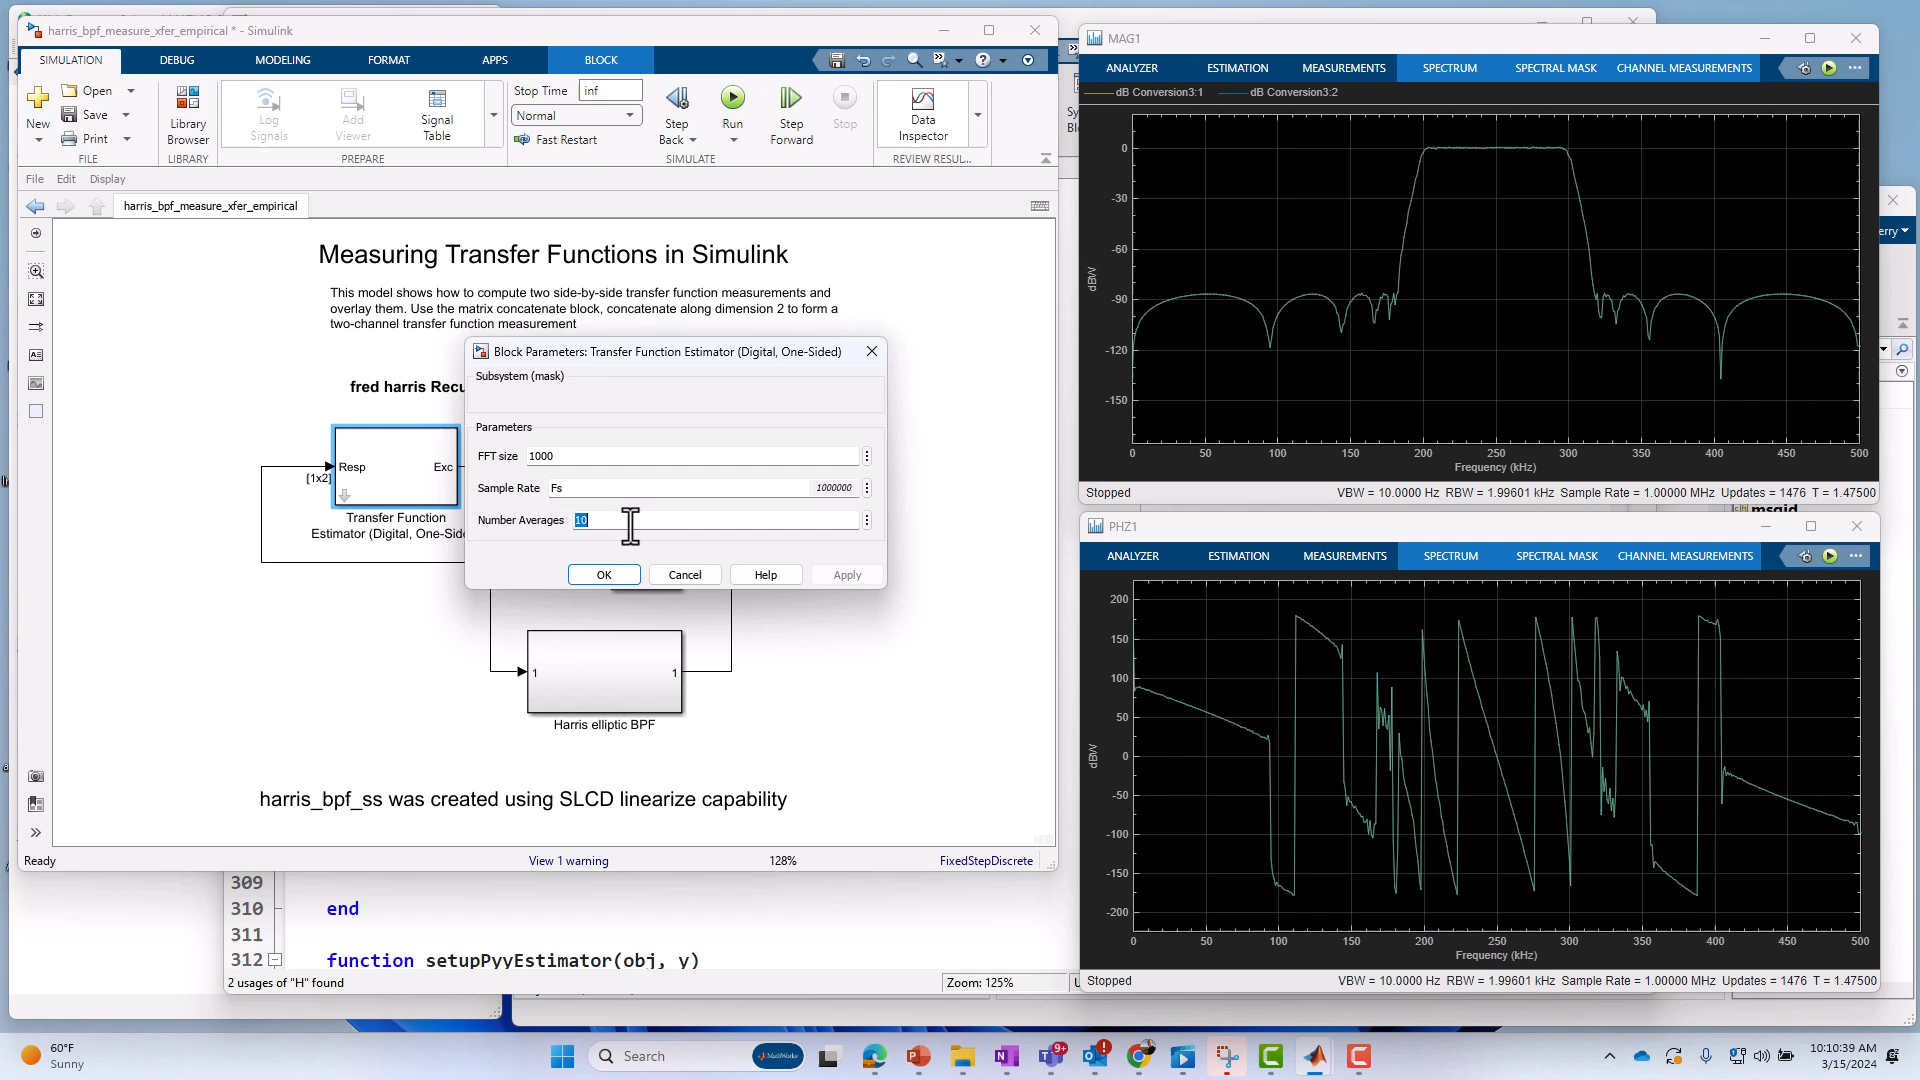 harris_bpf_measure_xfer_empirical * - Simulink
SIMULATION
DEBUG
MODELING
FORMAT
APPS
BLOCK
New
Open
Save
Print
FILE
Library
Browser
LIBRARY
Log
Signals
Add
Viewer
Signal
Table
PREPARE
Stop Time
inf
Normal
Fast Restart
Step
Back
Run
Step
Forward
Stop
SIMULATE
Data
Inspector
REVIEW RESUL...
File
Edit
Display
harris_bpf_measure_xfer_empirical
Measuring Transfer Functions in Simulink
This model shows how to compute two side-by-side transfer function measurements and
overlay them. Use the matrix concatenate block, concatenate along dimension 2 to form a
two-channel transfer function measurement
fred harris Recu
Resp
Exc
[1x2]
Transfer Function
Estimator (Digital, One-Side
Block Parameters: Transfer Function Estimator (Digital, One-Sided)
Subsystem (mask)
Parameters
FFT size
1000
Sample Rate
Fs
1000000
Number Averages
10
OK
Cancel
Help
Apply
1
1
Harris elliptic BPF
harris_bpf_ss was created using SLCD linearize capability
Ready
View 1 warning
128%
FixedStepDiscrete
309
310
end
311
312
function setupPyyEstimator(obj, y)
2 usages of "H" found
Zoom: 125%
MAG1
ANALYZER
ESTIMATION
MEASUREMENTS
SPECTRUM
SPECTRAL MASK
CHANNEL MEASUREMENTS
dB Conversion3:1
dB Conversion3:2
0
-30
-60
-90
-120
-150
dBW
0
50
100
150
200
250
300
350
400
450
500
Frequency (kHz)
Stopped
VBW = 10.0000 Hz RBW = 1.99601 kHz Sample Rate = 1.00000 MHz Updates = 1476 T = 1.47500
msgid
PHZ1
ANALYZER
ESTIMATION
MEASUREMENTS
SPECTRUM
SPECTRAL MASK
CHANNEL MEASUREMENTS
200
150
100
50
0
-50
-100
-150
-200
dBW
0
50
100
150
200
250
300
350
400
450
500
Frequency (kHz)
Stopped
VBW = 10.0000 Hz RBW = 1.99601 kHz Sample Rate = 1.00000 MHz Updates = 1476 T = 1.47500
erry
60°F
Sunny
Search
MathWorks
9+
10:10:39 AM
3/15/2024